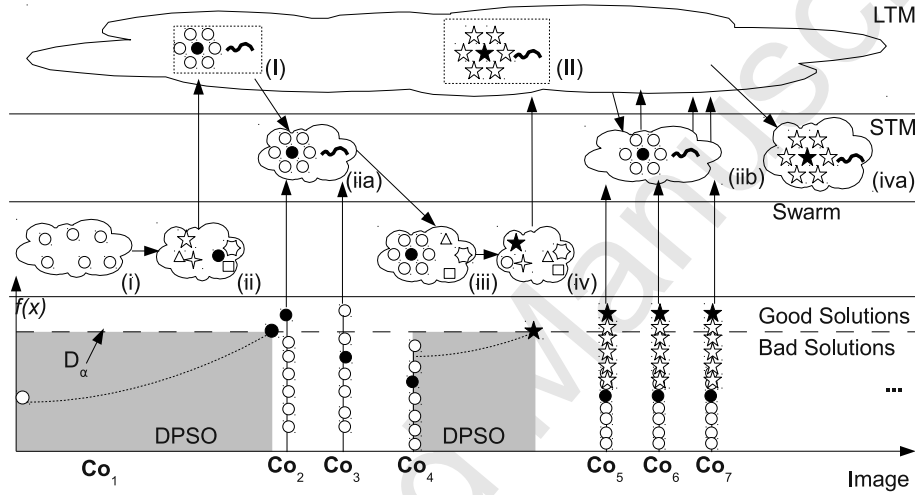 LTM
(I)
(II)
STM
(iia)
(iib)
(iva)
Swarm
(i)
(ii)
(iii)
(iv)
f(x)
Good Solutions
Bad Solutions
Dα
...
DPSO
DPSO
Co1
Co2
Co3
Co4
Co5
Co6
Co7
Image